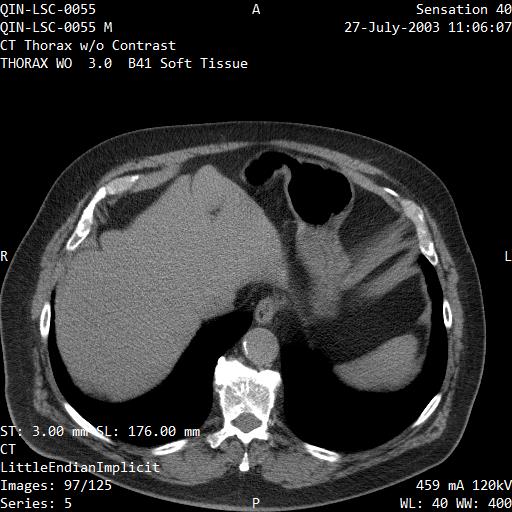 QIN-LSC-0055
A
Sensation 40
QIN-LSC-0055 M
27-July-2003 11:06:07
CT Thorax w/o Contrast
THORAX WO  3.0  B41 Soft Tissue
R
L
ST: 3.00 mm SL: 176.00 mm
CT
LittleEndianImplicit
Images: 97/125
459 mA 120kV
Series: 5
P
WL: 40 WW: 400